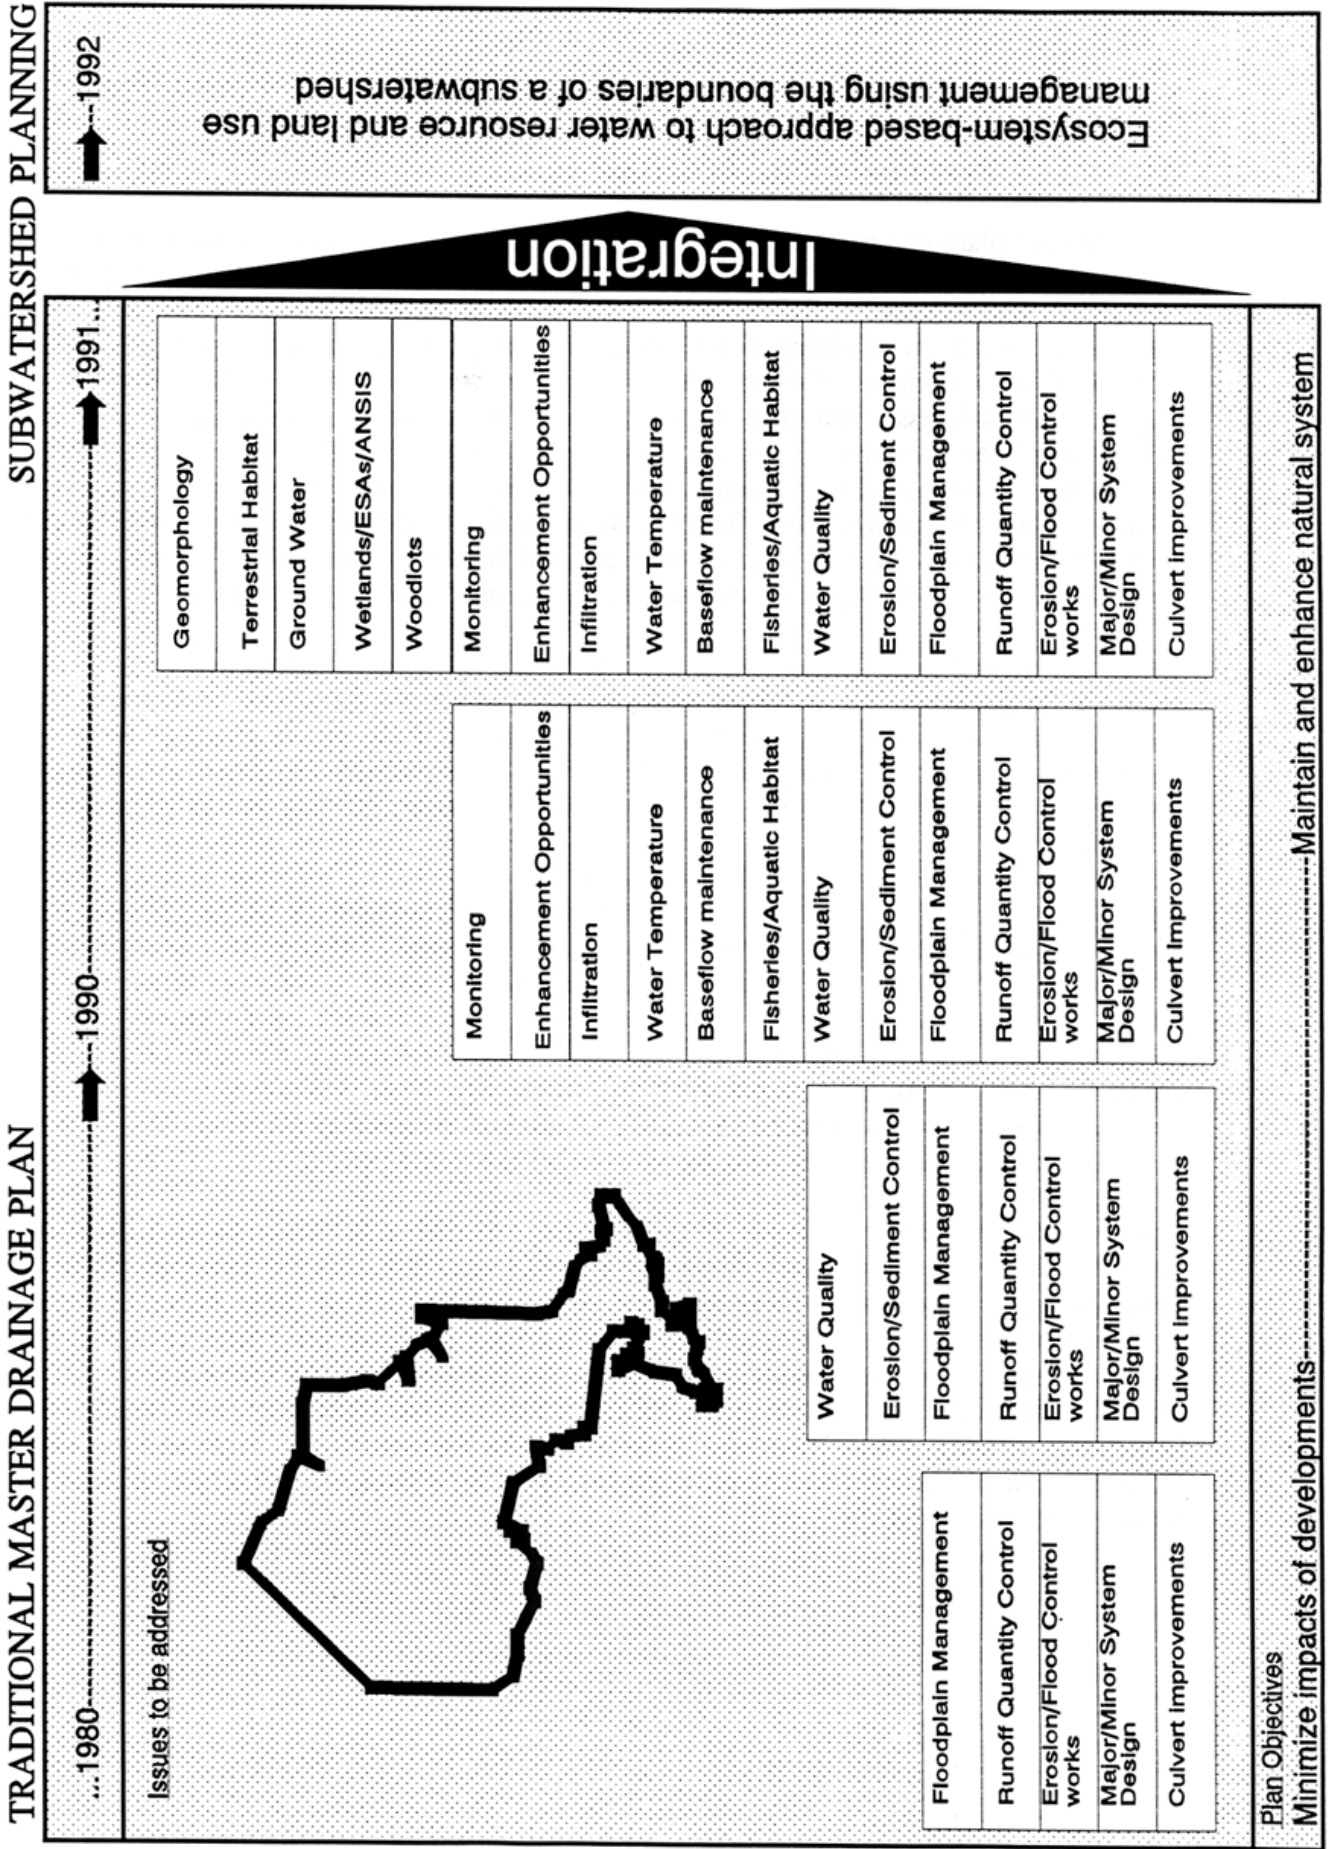 TRADITIONAL MASTER DRAINAGE PLAN
SUBWATERSHED PLANNING
...1980
1990
1991...
1992
Issues to be addressed
Floodplain Management
Runoff Quantity Control
Erosion/Flood Control
works
Major/Minor System
Design
Culvert improvements
Water Quality
Erosion/Sediment Control
Floodplain Management
Runoff Quantity Control
Erosion/Flood Control
works
Major/Minor System
Design
Culvert Improvements
Monitoring
Enhancement Opportunities
Infiltration
Water Temperature
Baseflow maintenance
Fisheries/Aquatic Habitat
Water Quality
Erosion/Sediment Control
Floodplain Management
Runoff Quantity Control
Erosion/Flood Control
works
Major/Minor System
Design
Culvert Improvements
Geomorphology
Terrestrial Habitat
Ground Water
Wetlands/ESAs/ANSIS
Woodlots
Monitoring
Enhancement Opportunities
Infiltration
Water Temperature
Baseflow maintenance
Fisheries/Aquatic Habitat
Water Quality
Erosion/Sediment Control
Floodplain Management
Runoff Quantity Control
Erosion/Flood Control
works
Major/Minor System
Design
Culvert improvements
Integration
Ecosystem-based approach to water resource and land use
management using the boundaries of a subwatershed
Plan Objectives
Minimize impacts of developments
Maintain and enhance natural system